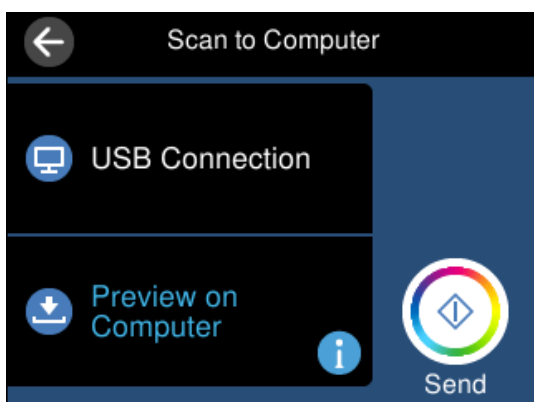 Scan to Computer
USB Connection
Preview on
Computer
i
Send